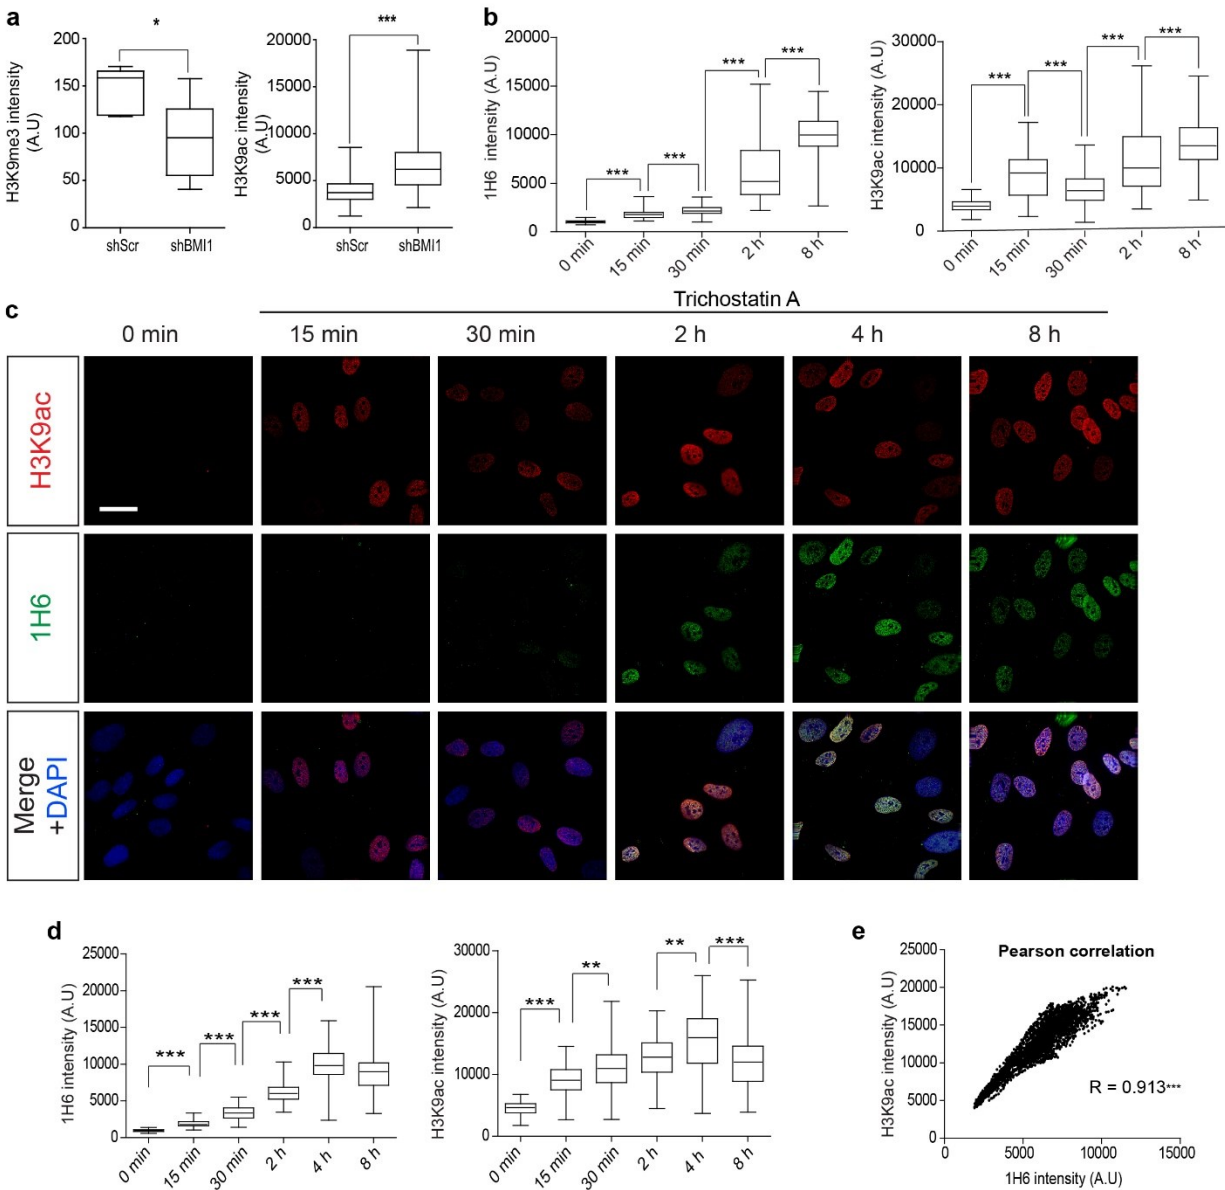 a
*
H3K9me3 intensity
(A.U)
200
150
100
50
0
shScr
shBMI1
***
H3K9ac intensity
(A.U)
20000
15000
10000
5000
0
shScr
shBMI1
b
1H6 intensity (A.U)
20000
15000
10000
5000
0
***
***
***
***
0 min
15 min
30 min
2 h
8 h
H3K9ac intensity (A.U)
30000
20000
10000
0
***
***
***
***
0 min
15 min
30 min
2 h
8 h
c
Trichostatin A
0 min
15 min
30 min
2 h
4 h
8 h
H3K9ac
1H6
Merge
+DAPI
d
1H6 intensity (A.U)
25000
20000
15000
10000
5000
0
***
***
***
***
0 min
15 min
30 min
2 h
4 h
8 h
H3K9ac intensity (A.U)
30000
20000
10000
0
***
**
**
***
0 min
15 min
30 min
2 h
4 h
8 h
e
Pearson correlation
H3K9ac intensity (A.U)
25000
20000
15000
10000
5000
0
R = 0.913***
0
5000
10000
15000
1H6 intensity (A.U)